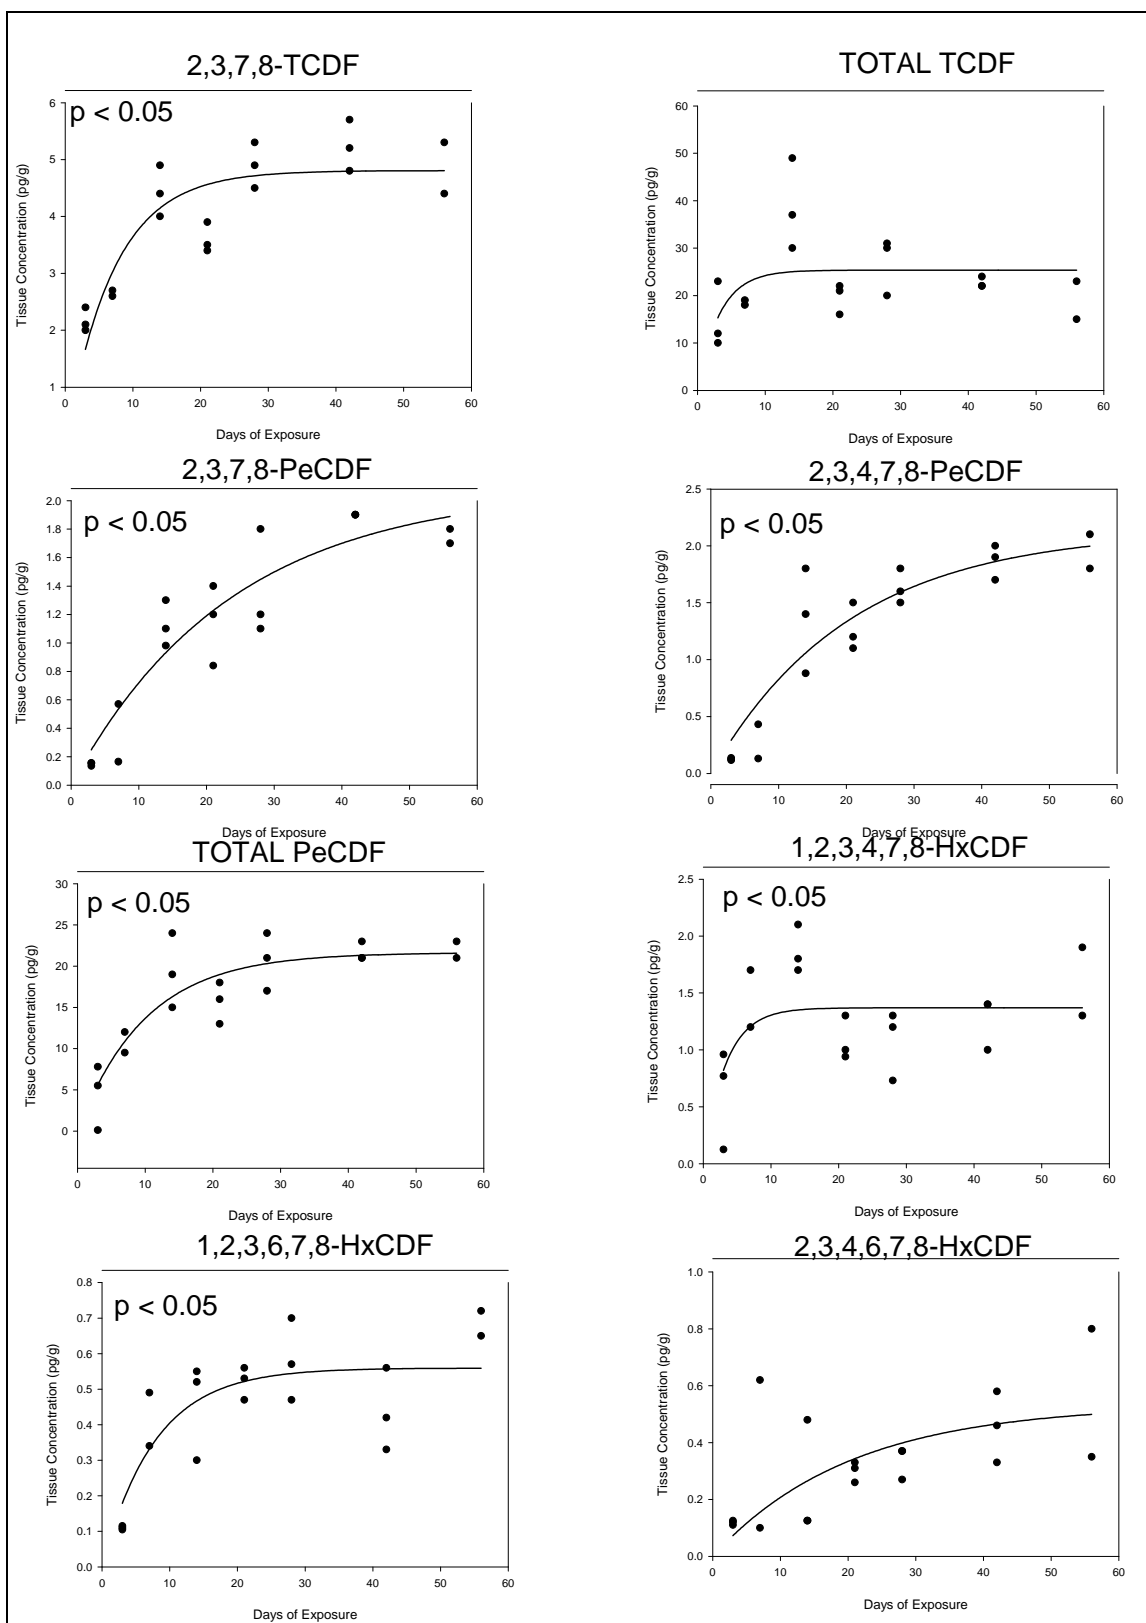 2,3,7,8-TCDF
p < 0.05
Tissue Concentration (pg/g)
6
5
4
3
2
1
0 10 20 30 40 50 60
Days of Exposure
TOTAL TCDF
Tissue Concentration (pg/g)
60
50
40
30
20
10
0
0 10 20 30 40 50 60
Days of Exposure
2,3,7,8-PeCDF
p < 0.05
Tissue Concentration (pg/g)
2.0
1.8
1.6
1.4
1.2
1.0
0.8
0.6
0.4
0.2
0.0
0 10 20 30 40 50 60
Days of Exposure
2,3,4,7,8-PeCDF
p < 0.05
Tissue Concentration (pg/g)
2.5
2.0
1.5
1.0
0.5
0.0
0 10 20 30 40 50 60
Days of Exposure
TOTAL PeCDF
p < 0.05
Tissue Concentration (pg/g)
30
25
20
15
10
5
0
0 10 20 30 40 50 60
Days of Exposure
1,2,3,4,7,8-HxCDF
p < 0.05
Tissue Concentration (pg/g)
2.5
2.0
1.5
1.0
0.5
0.0
0 10 20 30 40 50 60
Days of Exposure
1,2,3,6,7,8-HxCDF
p < 0.05
Tissue Concentration (pg/g)
0.8
0.7
0.6
0.5
0.4
0.3
0.2
0.1
0.0
0 10 20 30 40 50 60
Days of Exposure
2,3,4,6,7,8-HxCDF
Tissue Concentration (pg/g)
1.0
0.8
0.6
0.4
0.2
0.0
0 10 20 30 40 50 60
Days of Exposure